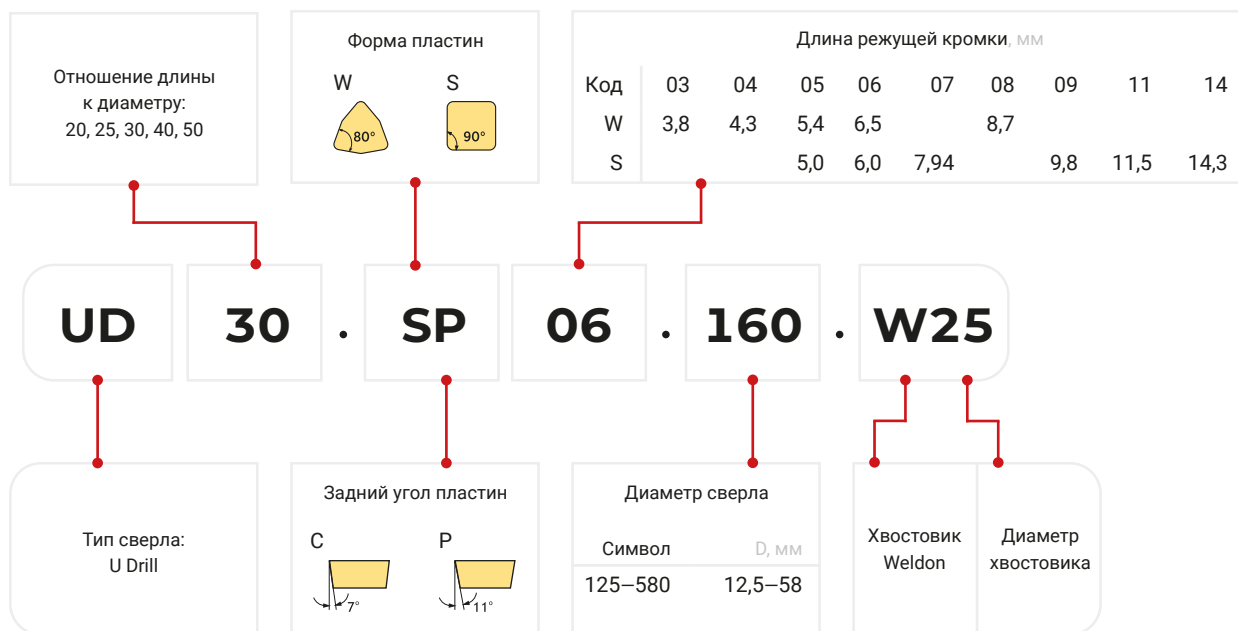 Отношение длины
к диаметру:
20, 25, 30, 40, 50
Форма пластин
W S
80° 90°
Длина режущей кромки, мм
Код 03 04 05 06 07 08 09 11 14
W 3,8 4,3 5,4 6,5 8,7
S 5,0 6,0 7,94 9,8 11,5 14,3
UD 30 . SP 06 . 160 . W25
Тип сверла:
U Drill
Задний угол пластин
C P
7° 11°
Диаметр сверла
Символ D, мм
125–580 12,5–58
Хвостовик
Weldon
Диаметр
хвостовика